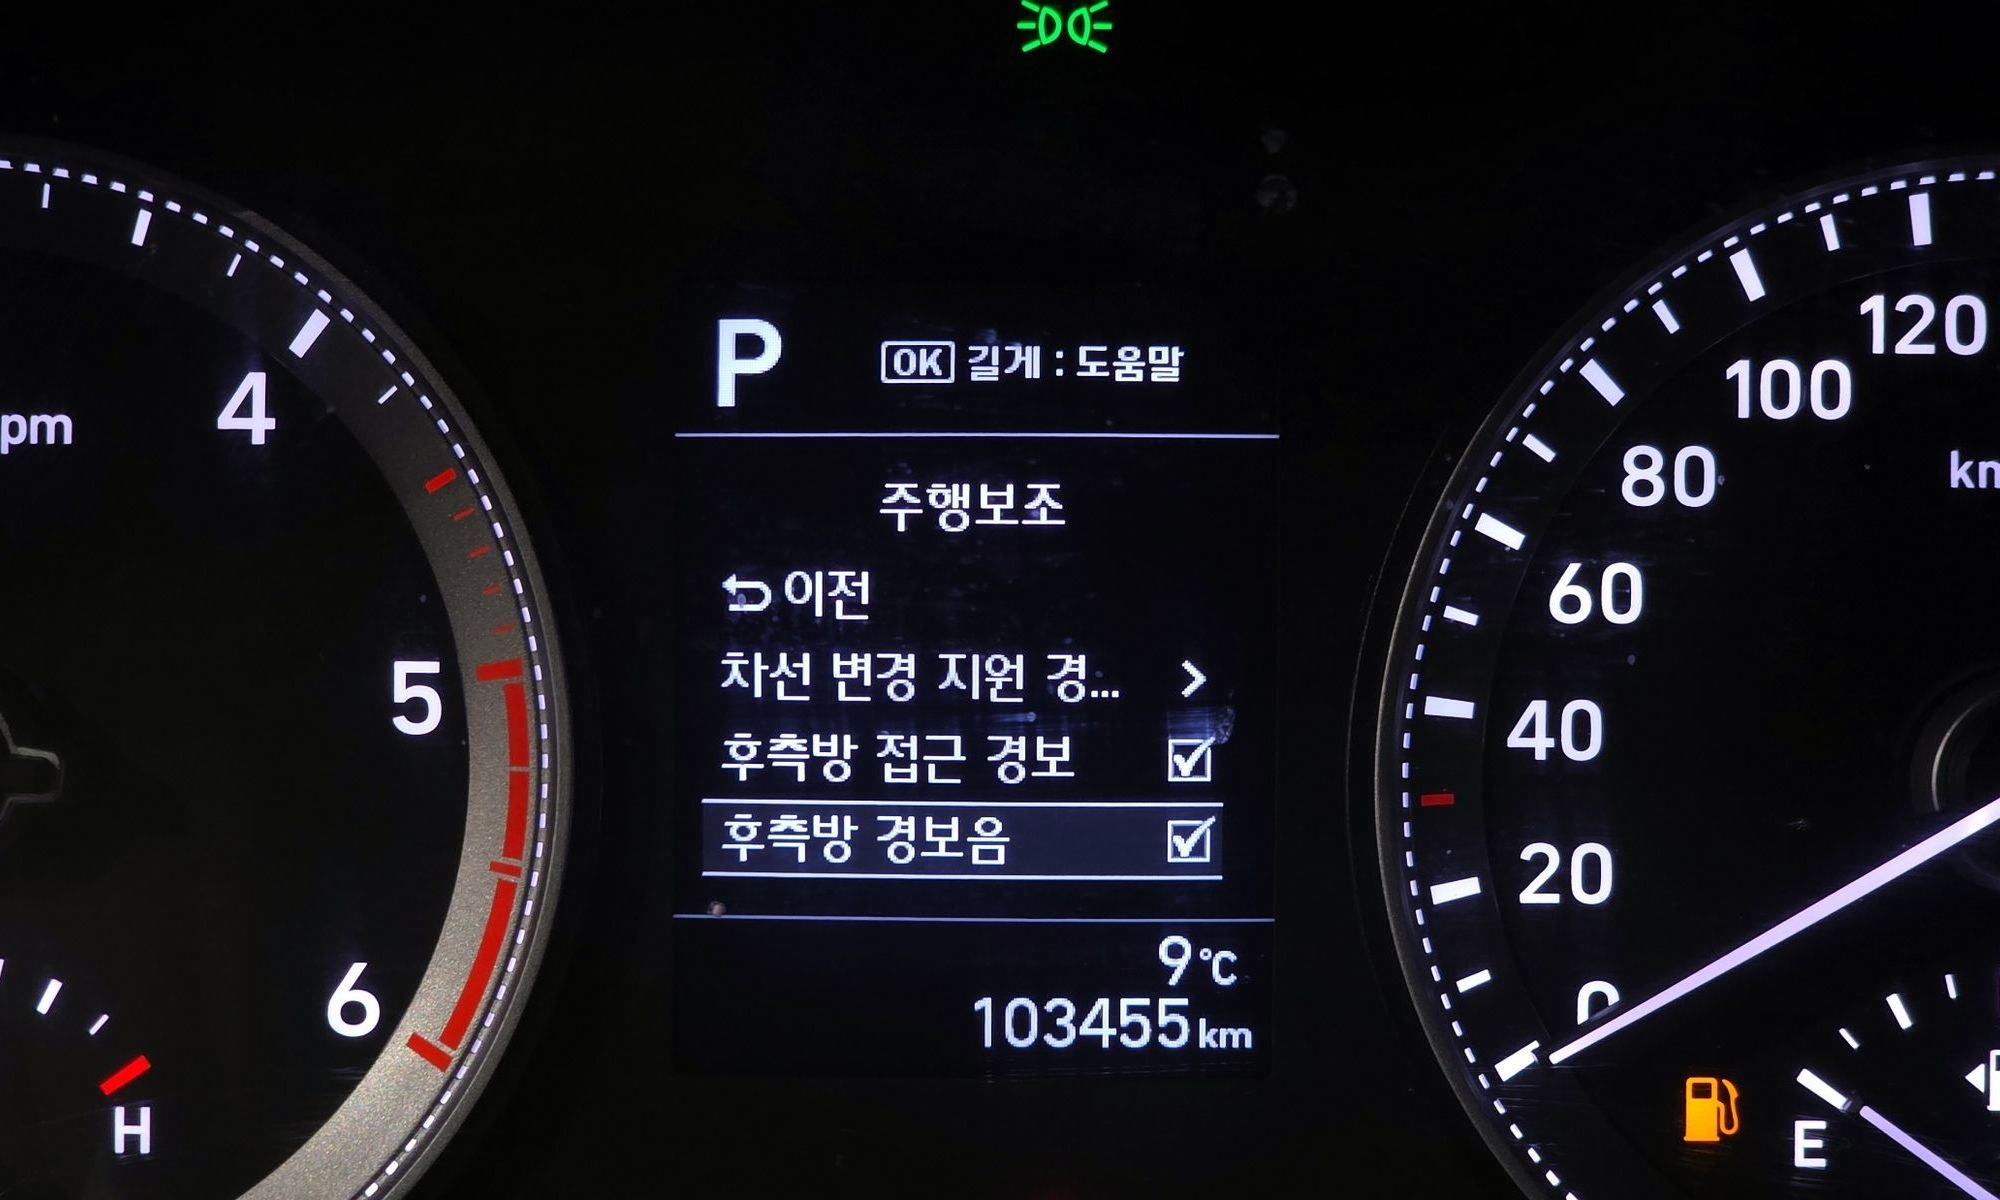 P
OK 길게 : 도움말
주행보조
이전
차선 변경 지원 경...
후측방 접근 경보
후측방 경보음
9℃
103455km
pm
4
5
6
H
120
100
80
km
60
40
20
0
E